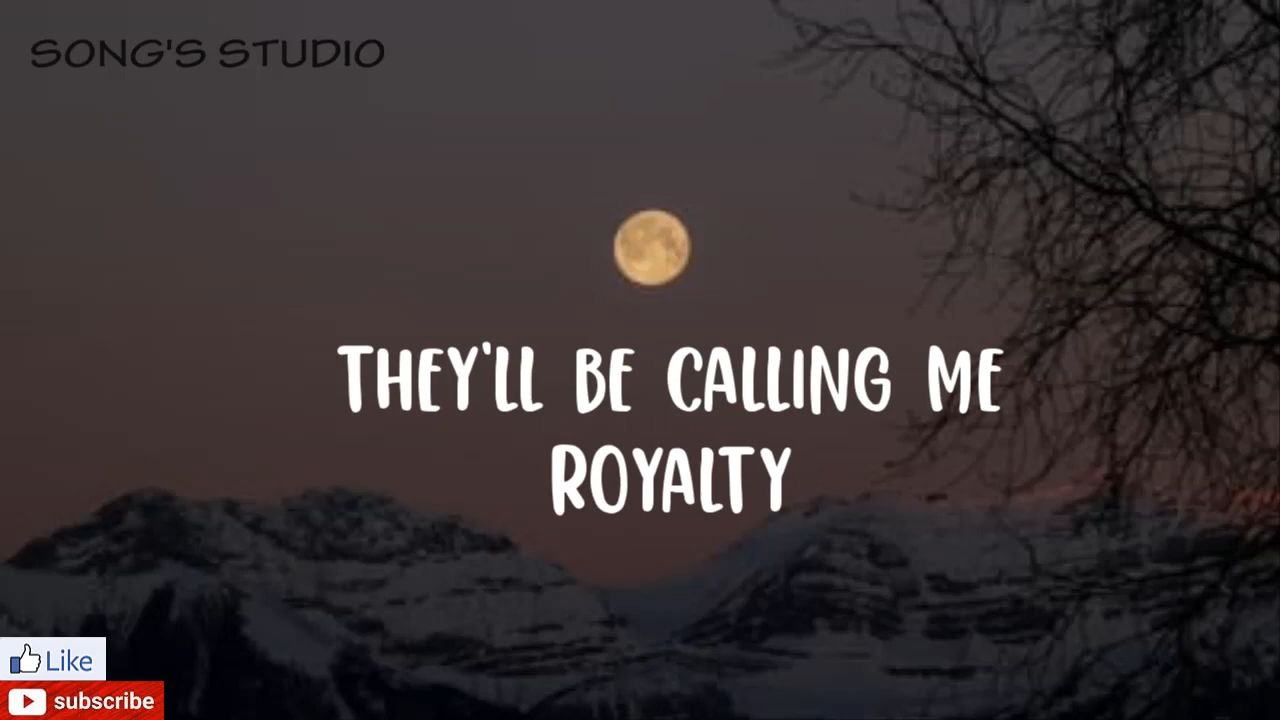 SONG'S STUDIO
THEY'LL BE CALLING ME
ROYALTY
Like
subscribe